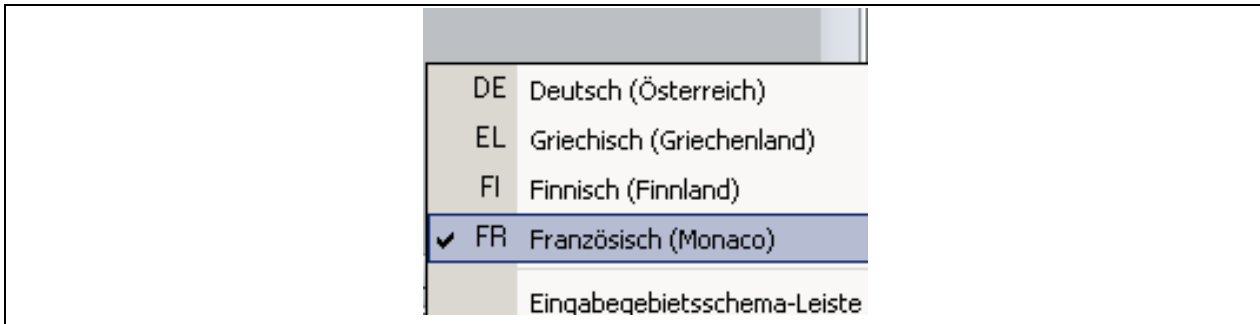 DE Deutsch (Österreich)
EL Griechisch (Griechenland)
FI Finnisch (Finnland)
FR Französisch (Monaco)
Eingabegebietsschema-Leiste